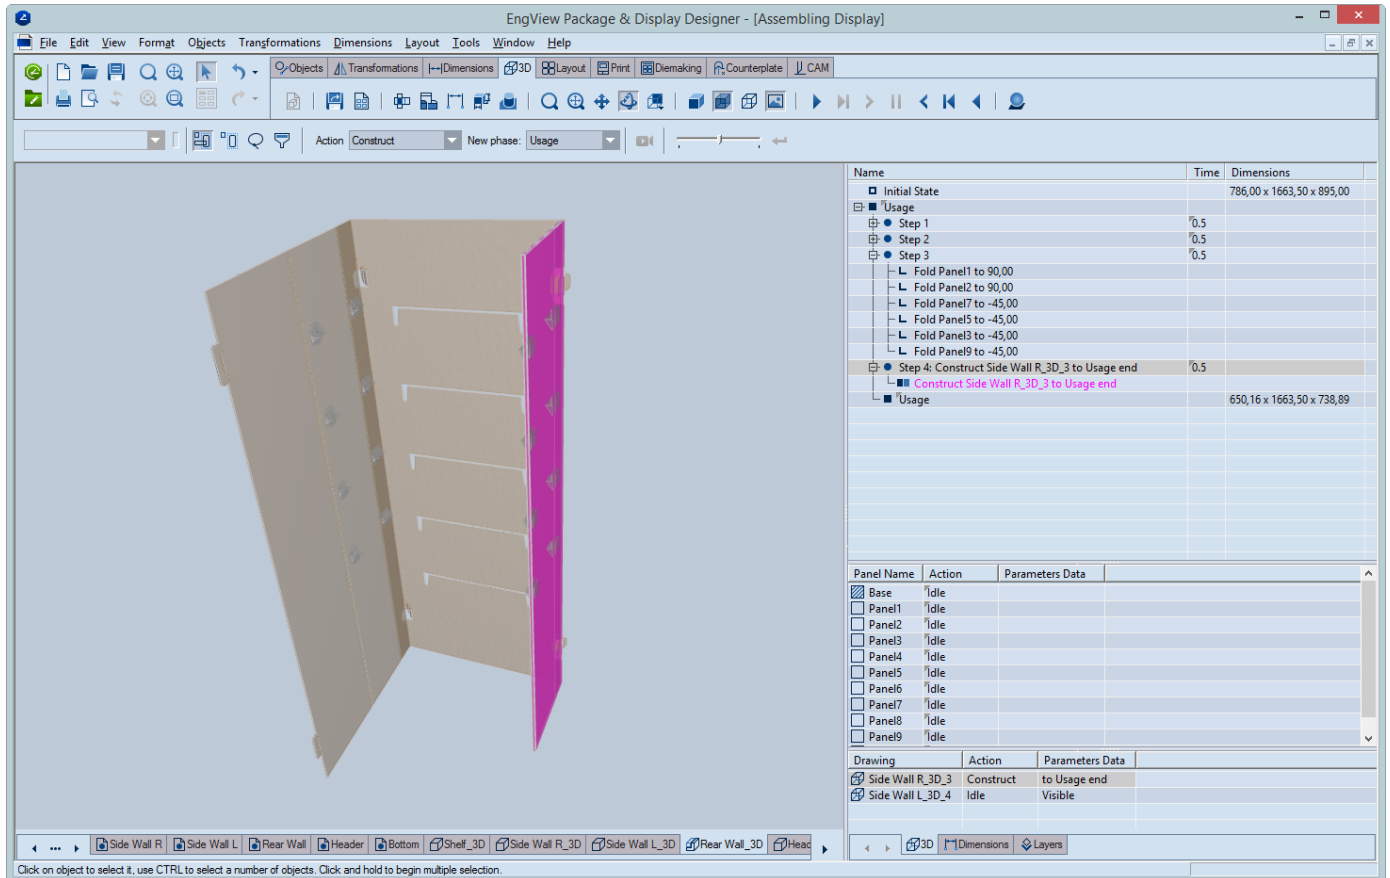 EngView Package & Display Designer - [Assembling Display]
File Edit View Format Objects Transformations Dimensions Layout Tools Window Help
Objects Transformations Dimensions 3D Layout Print Diemaking Counterplate CAM
Action Construct New phase: Usage
Name Time Dimensions
Initial State 786,00 x 1663,50 x 895,00
Usage
Step 1 0.5
Step 2 0.5
Step 3 0.5
Fold Panel1 to 90,00
Fold Panel2 to 90,00
Fold Panel7 to -45,00
Fold Panel5 to -45,00
Fold Panel3 to -45,00
Fold Panel9 to -45,00
Step 4: Construct Side Wall R_3D_3 to Usage end 0.5
Construct Side Wall R_3D_3 to Usage end
Usage 650,16 x 1663,50 x 738,89
Panel Name Action Parameters Data
Base Idle
Panel1 Idle
Panel2 Idle
Panel3 Idle
Panel4 Idle
Panel5 Idle
Panel6 Idle
Panel7 Idle
Panel8 Idle
Panel9 Idle
Drawing Action Parameters Data
Side Wall R_3D_3 Construct to Usage end
Side Wall L_3D_4 Idle Visible
Side Wall R Side Wall L Rear Wall Header Bottom Shelf_3D Side Wall R_3D Side Wall L_3D Rear Wall_3D Head
3D Dimensions Layers
Click on object to select it, use CTRL to select a number of objects. Click and hold to begin multiple selection.